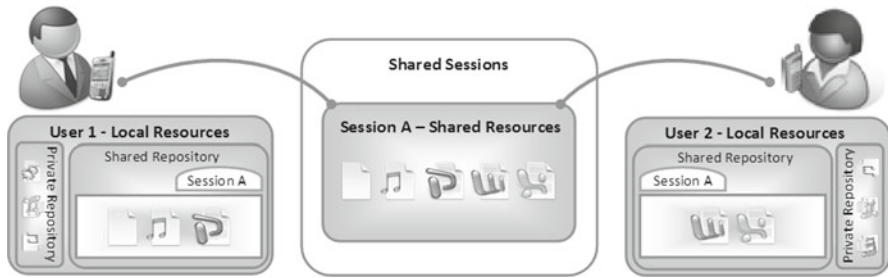 Shared Sessions
User 1 - Local Resources
Private Repository
Shared Repository
Session A
Session A – Shared Resources
User 2 - Local Resources
Shared Repository
Session A
Private Repository